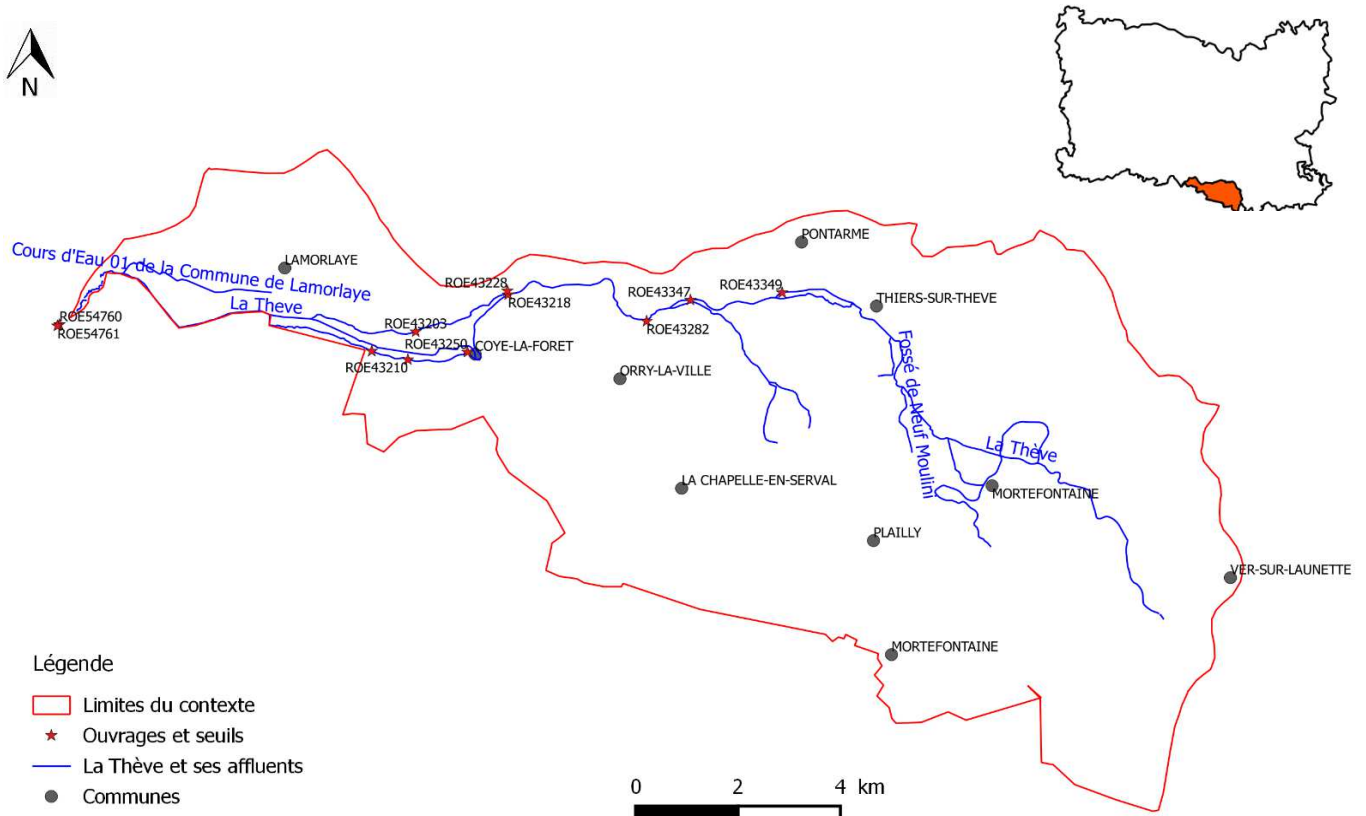 N
PONTARME
LAMORLAYE
Cours d'Eau 01 de la Commune de Lamorlaye
La Theve
ROE43228
ROE43218
ROE43347
ROE43349
THIERS-SUR-THEVE
ROE54760
ROE54761
ROE43203
ROE43282
ROE43250
COYE-LA-FORET
ROE43210
ORRY-LA-VILLE
Fossé de Neuf Moulini
La Thève
LA CHAPELLE-EN-SERVAL
MORTEFONTAINE
PLAILLY
VER-SUR-LAUNETTE
MORTEFONTAINE
Légende
Limites du contexte
Ouvrages et seuils
La Thève et ses affluents
Communes
0 2 4 km